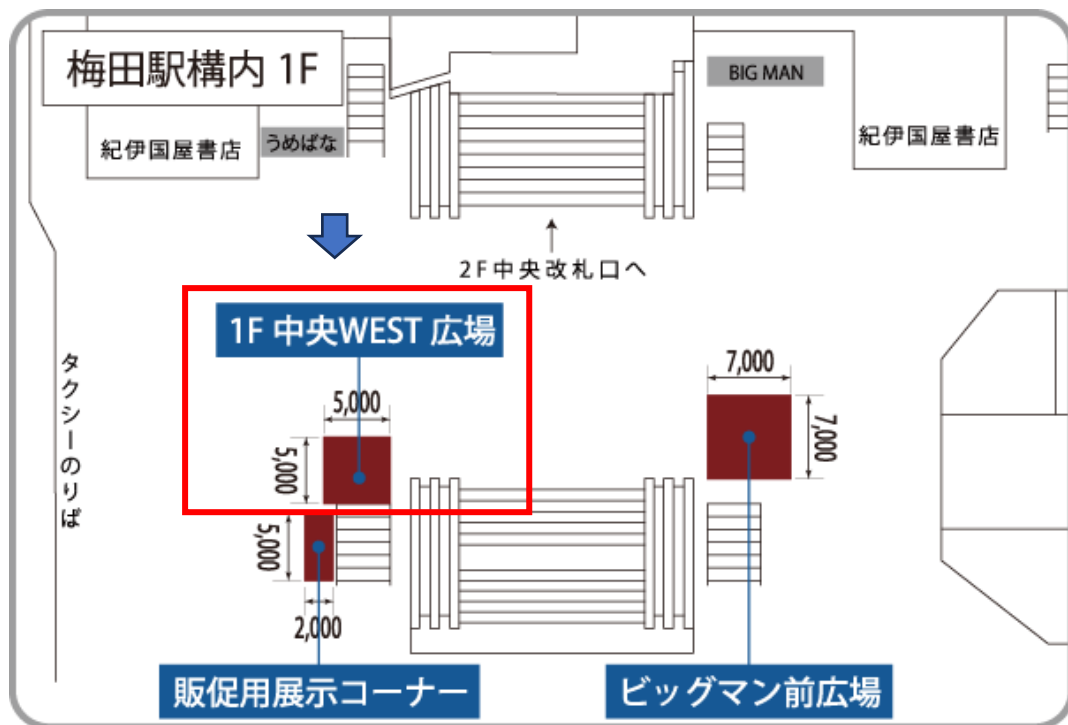 梅田駅構内 1F
BIG MAN
紀伊国屋書店
うめばな
紀伊国屋書店
2F中央改札口へ
1F 中央WEST 広場
タクシーのりば
7,000
7,000
5,000
5,000
5,000
2,000
販促用展示コーナー
ビッグマン前広場